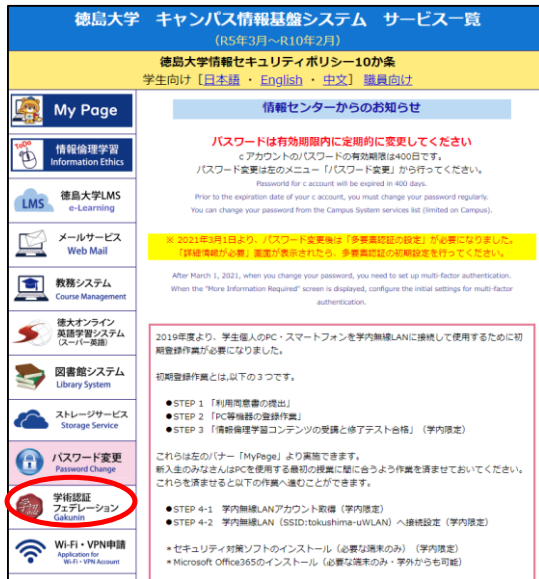 徳島大学 キャンパス情報基盤システム サービス一覧
(R5年3月～R10年2月)
徳島大学情報セキュリティポリシー10か条
学生向け [日本語 ・ English ・ 中文] 職員向け
My Page
ToDo
情報倫理学習
Information Ethics
LMS
徳島大学LMS
e-Learning
メールサービス
Web Mail
教務システム
Course Management
徳大オンライン
英語学習システム
(スーパー英語)
図書館システム
Library System
ストレージサービス
Storage Service
パスワード変更
Password Change
学術認証
フェデレーション
Gakunin
Wi-Fi・VPN申請
Application for
Wi-Fi・VPN Account
情報センターからのお知らせ
パスワードは有効期限内に定期的に変更してください
cアカウントのパスワードの有効期限は400日です。
パスワード変更は左のメニュー「パスワード変更」から行ってください。
Password for c account will be expired in 400 days.
Prior to the expiration date of your c account, you must change your password regularly.
You can change your password from the Campus System services list (limited on Campus).
※ 2021年3月1日より、パスワード変更後は「多要素認証の設定」が必要になりました。
「詳細情報が必要」画面が表示されたら、多要素認証の初期設定を行ってください。
After March 1, 2021, when you change your password, you need to set up multi-factor authentication.
When the "More Information Required" screen is displayed, configure the initial settings for multi-factor
authentication.
2019年度より、学生個人のPC・スマートフォンを学内無線LANに接続して使用するために初
期登録作業が必要になりました。
初期登録作業とは,以下の3つです。
●STEP 1 「利用同意書の提出」
●STEP 2 「PC等機器の登録作業」
●STEP 3 「情報倫理学習コンテンツの受講と修了テスト合格」(学内限定)
これらは左のバナー「MyPage」より実施できます。
新入生のみなさんはPCを使用する最初の授業に間に合うよう作業を済ませておいてください。
これらを済ませると以下の作業へ進むことができます。
●STEP 4-1 学内無線LANアカウント取得(学内限定)
●STEP 4-2 学内無線LAN(SSID:tokushima-uWLAN)へ接続設定(学内限定)
*セキュリティ対策ソフトのインストール(必要な端末のみ)(学内限定)
*Microsoft Office365のインストール(必要な端末のみ・学外からも可能)